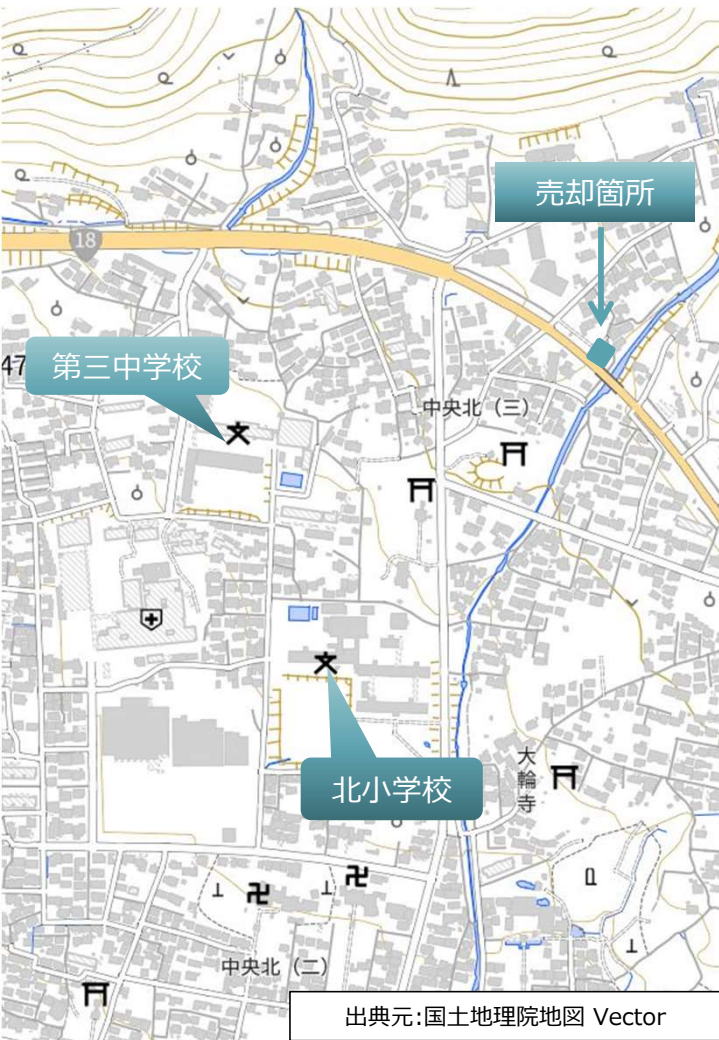 売却箇所
18
第三中学校
47
中央北（三）
北小学校
大輪寺
中央北（二）
出典元:国土地理院地図 Vector